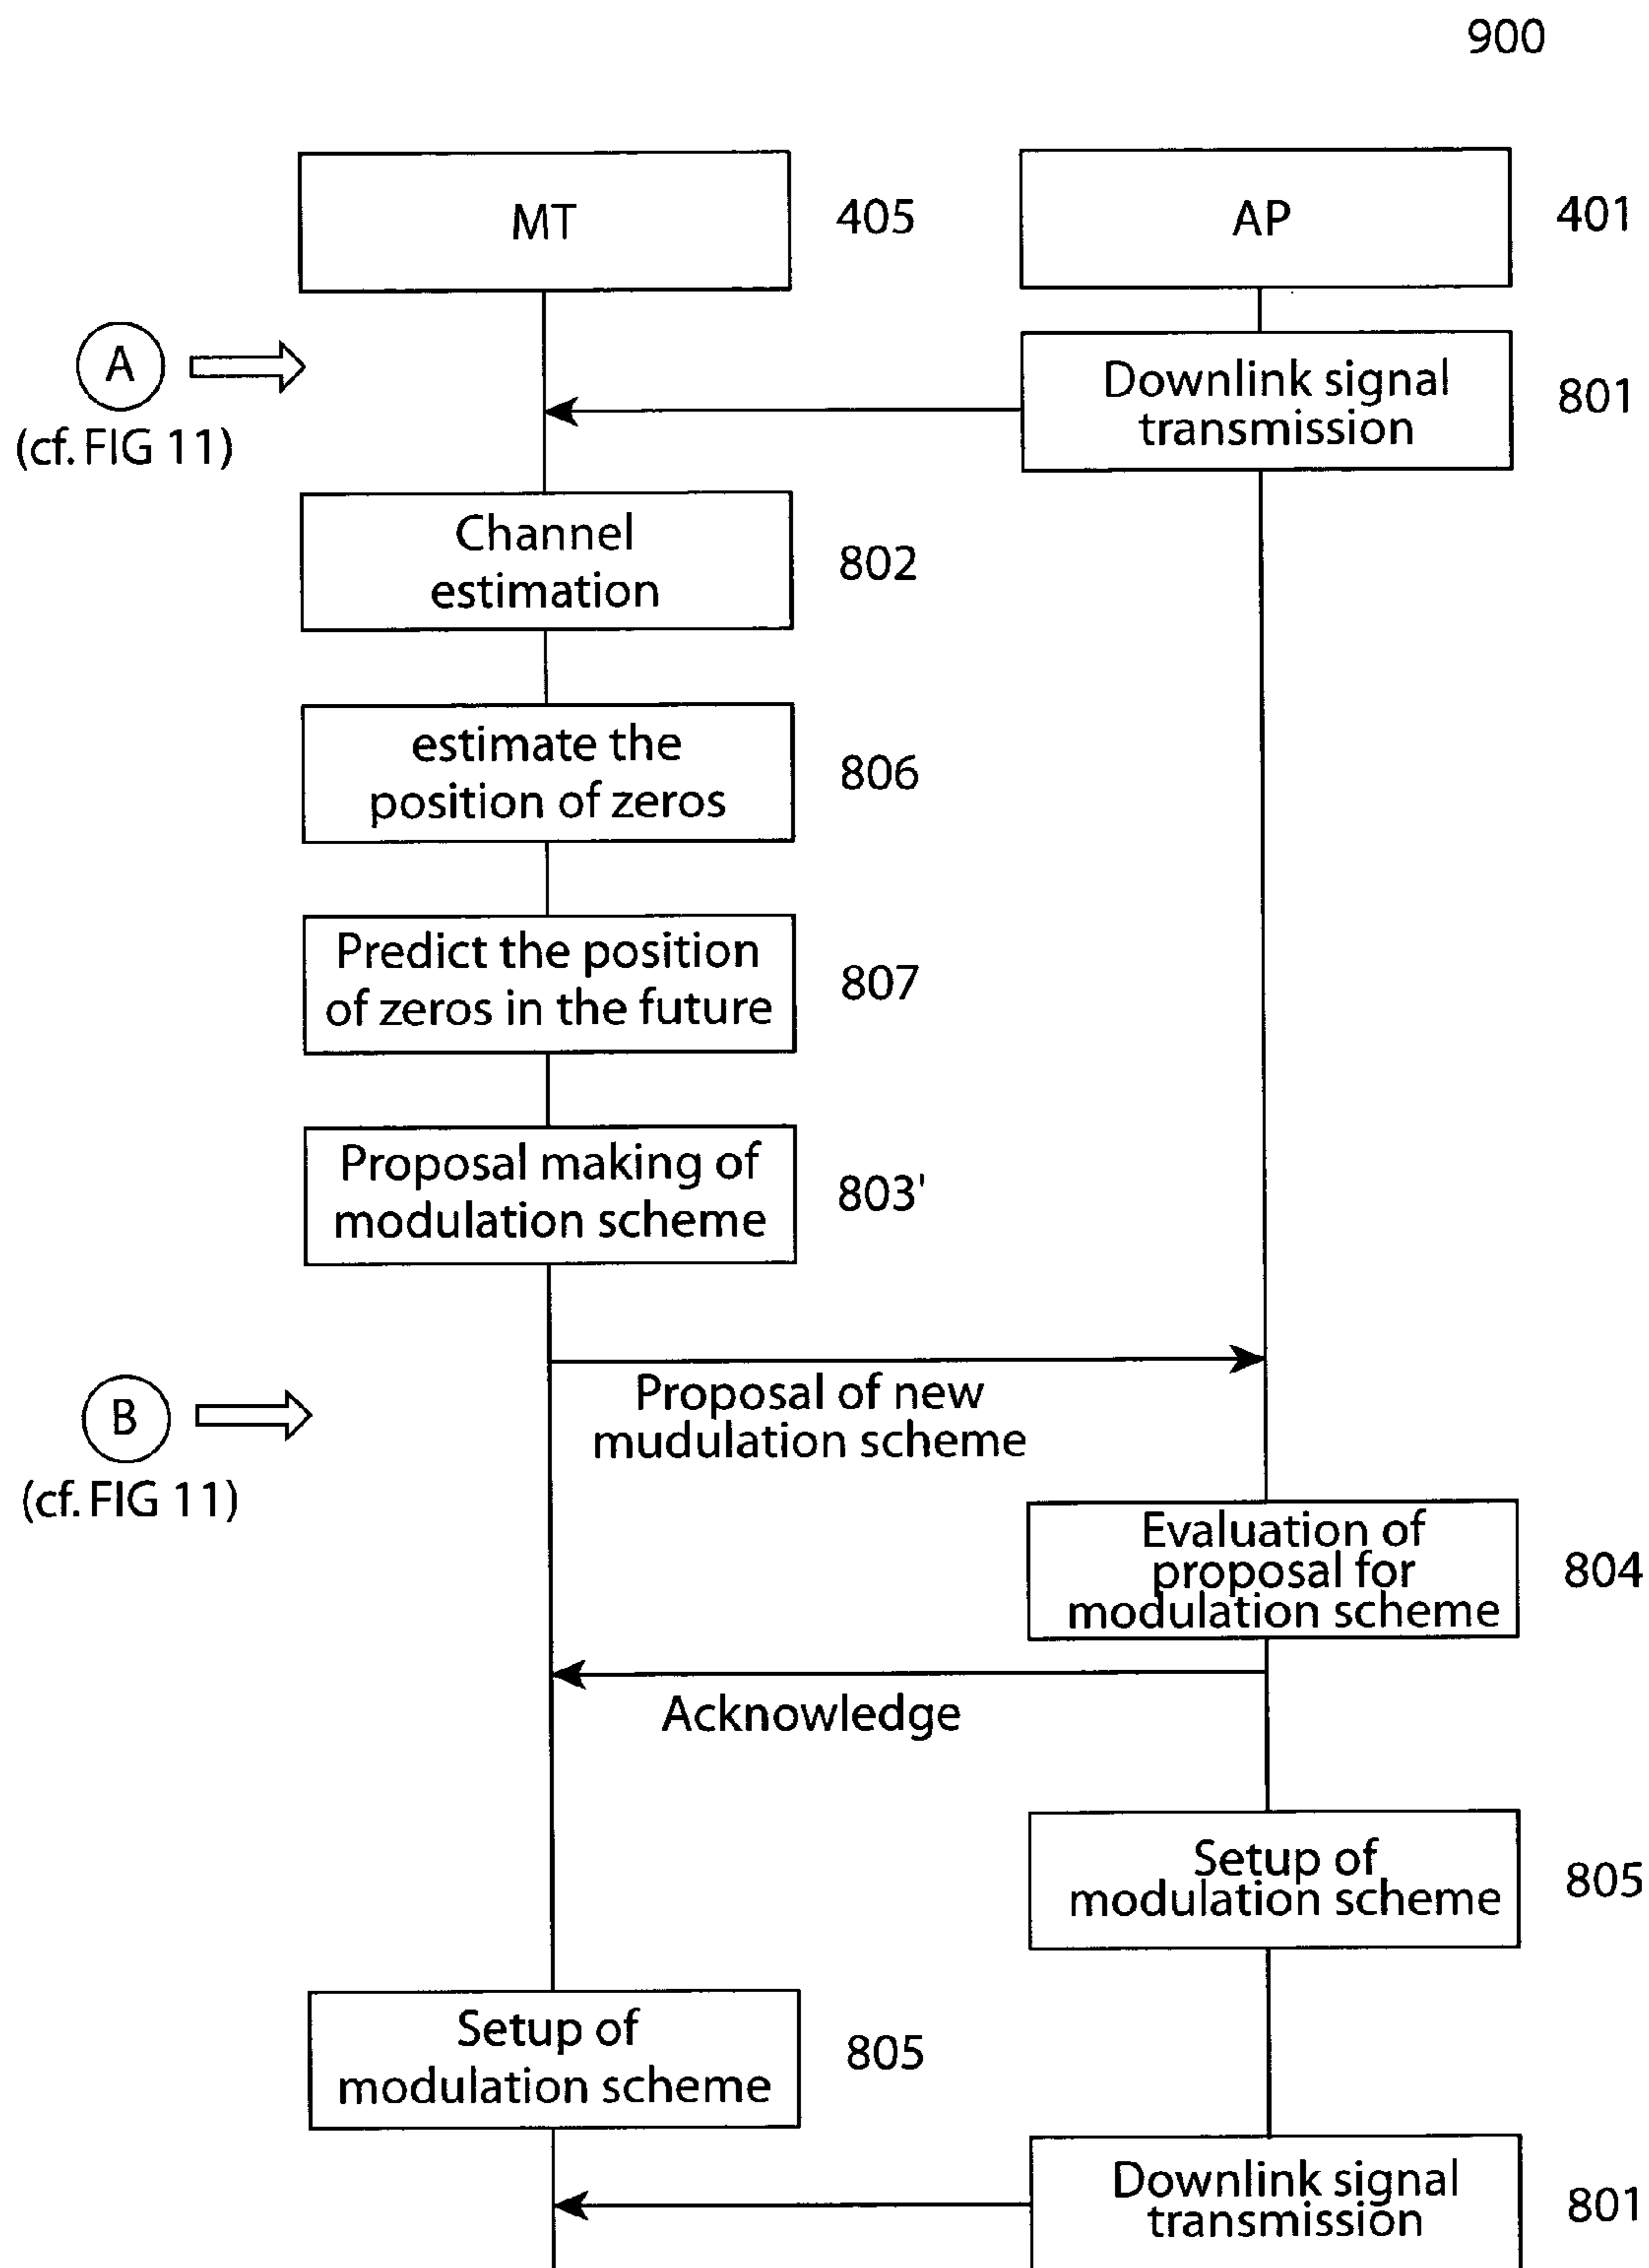 900
MT
405
AP
401
A
(cf. FIG 11)
Downlink signal
transmission
801
Channel
estimation
802
estimate the
position of zeros
806
Predict the position
of zeros in the future
807
Proposal making of
modulation scheme
803'
B
(cf. FIG 11)
Proposal of new
mudulation scheme
Evaluation of
proposal for
modulation scheme
804
Acknowledge
Setup of
modulation scheme
805
Setup of
modulation scheme
805
Downlink signal
transmission
801